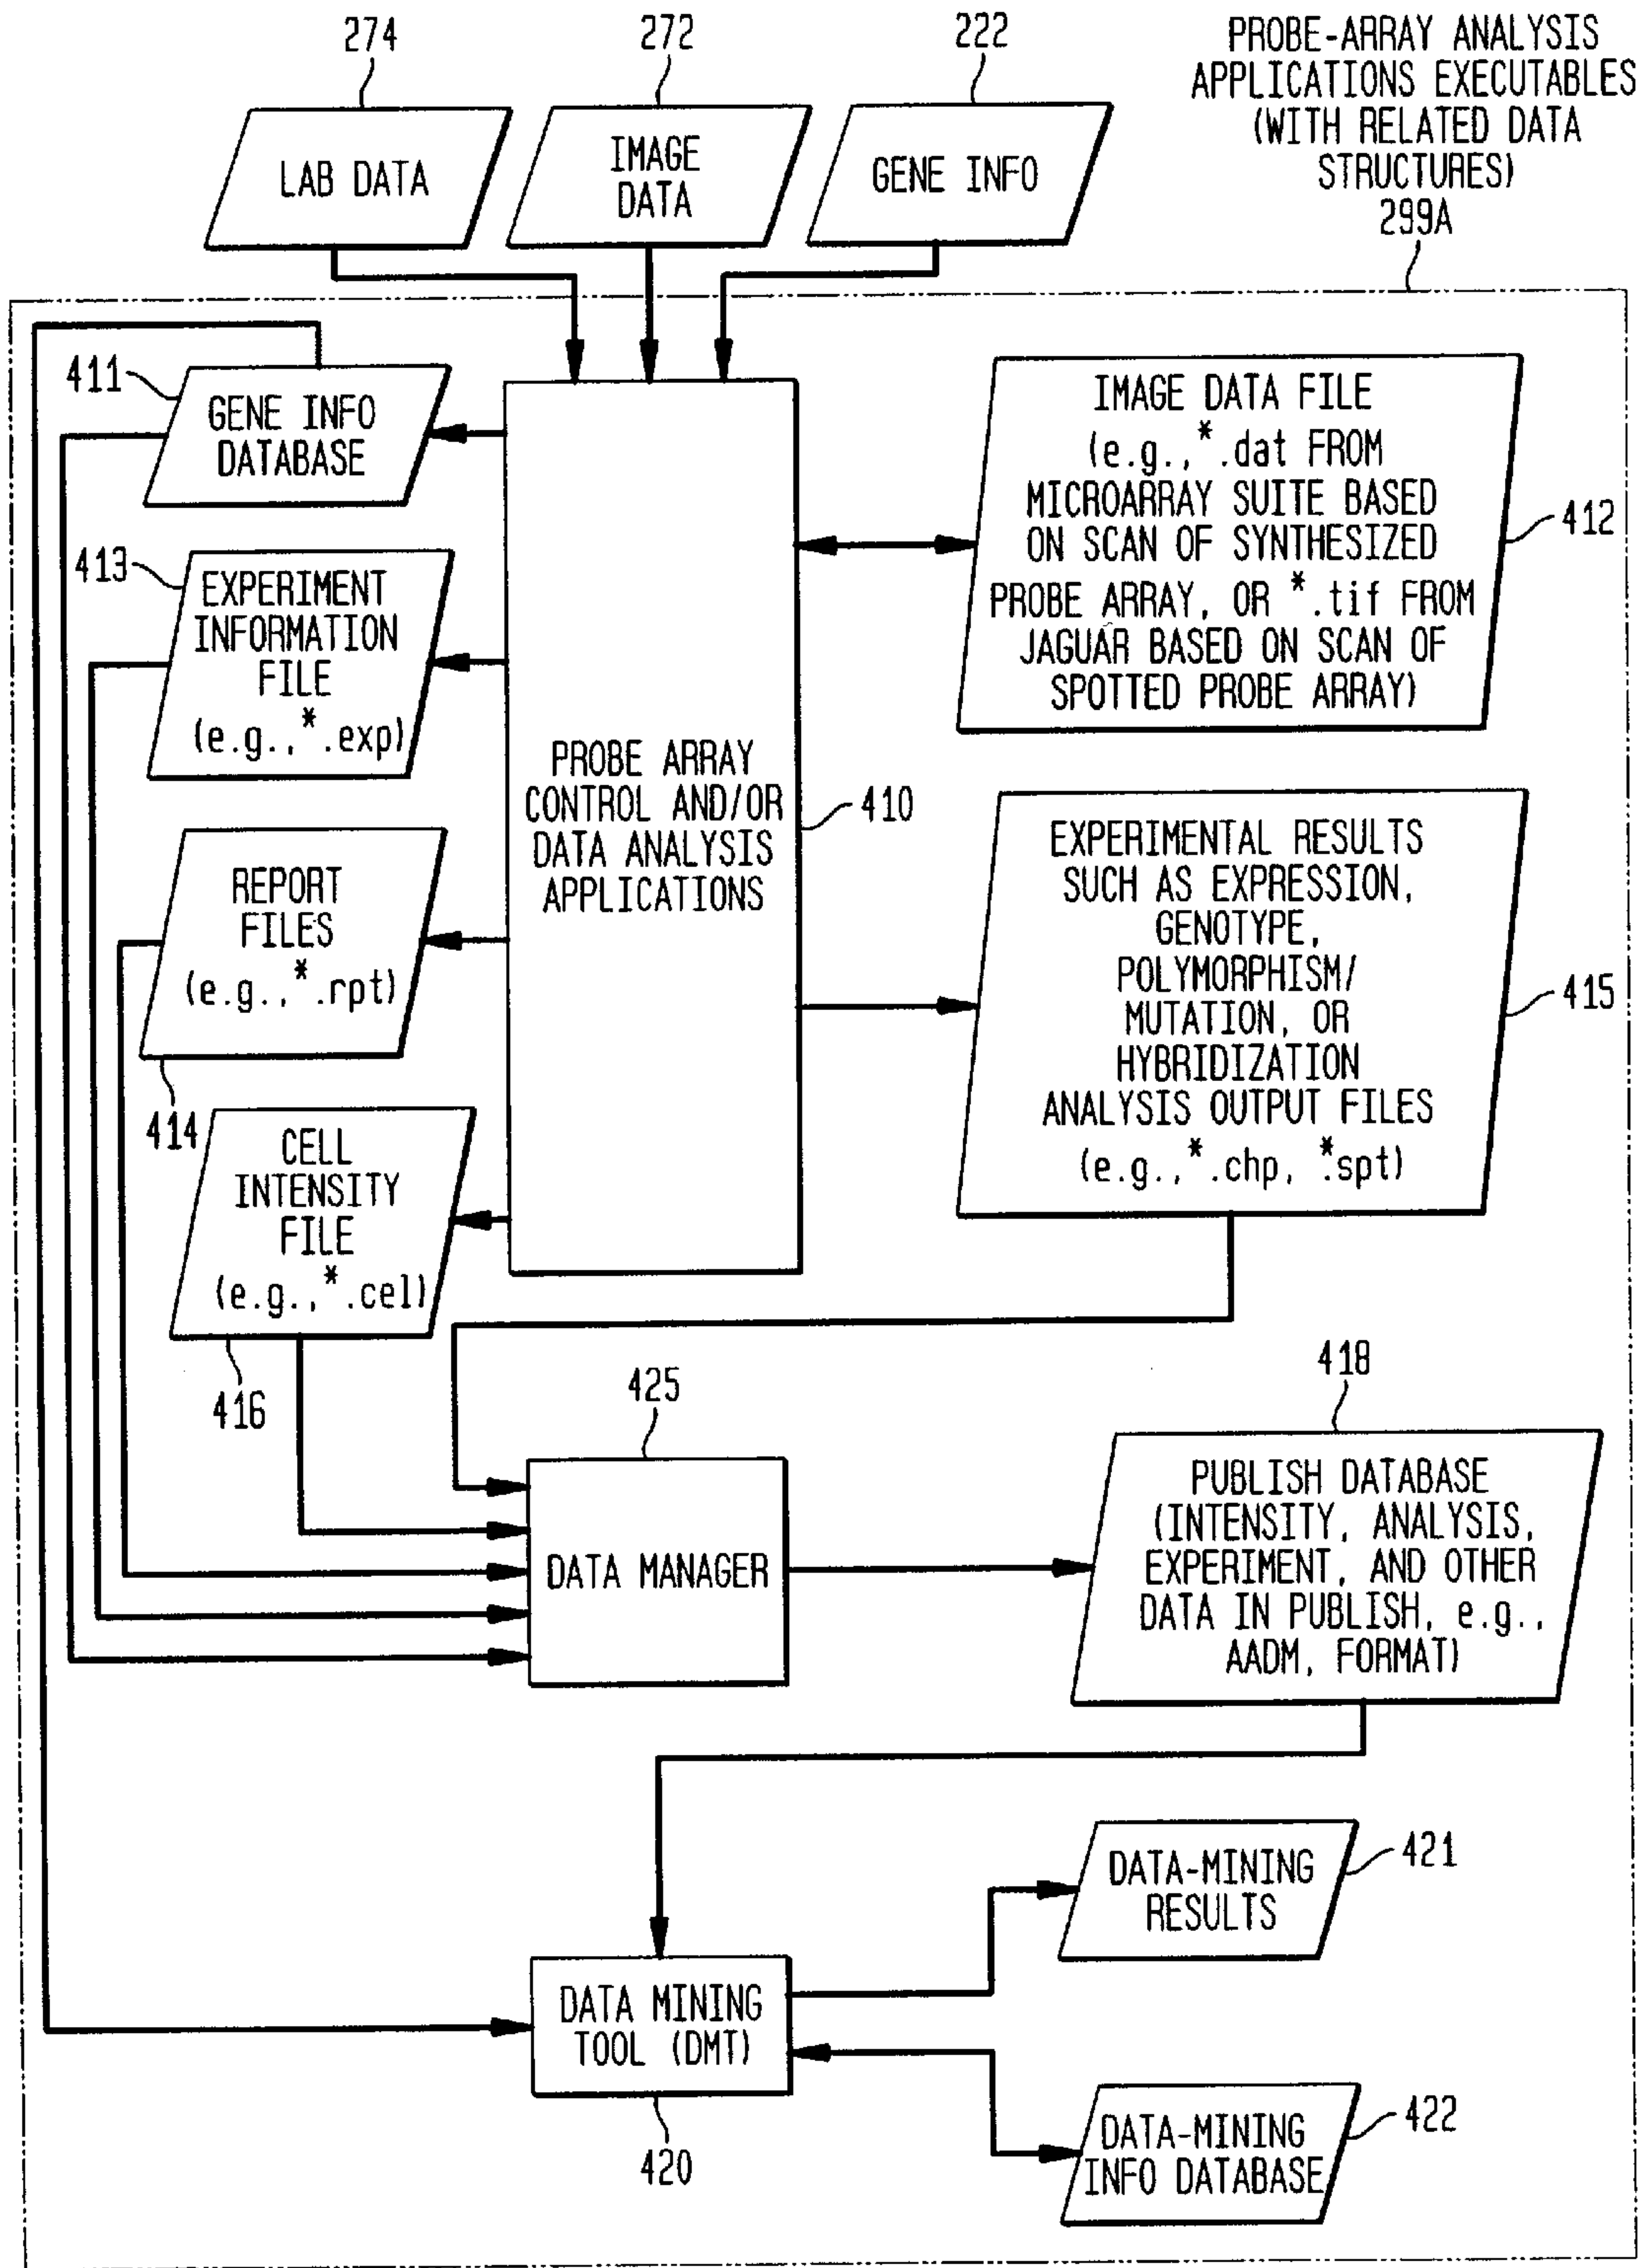 274
272
222
PROBE-ARRAY ANALYSIS
APPLICATIONS EXECUTABLES
(WITH RELATED DATA
STRUCTURES)
299A
LAB DATA
IMAGE
DATA
GENE INFO
411
GENE INFO
DATABASE
413
EXPERIMENT
INFORMATION
FILE
(e.g.,*.exp)
REPORT
FILES
(e.g.,*.rpt)
414
CELL
INTENSITY
FILE
(e.g.,*.cel)
416
PROBE ARRAY
CONTROL AND/OR
DATA ANALYSIS
APPLICATIONS
410
IMAGE DATA FILE
(e.g.,*.dat FROM
MICROARRAY SUITE BASED
ON SCAN OF SYNTHESIZED
PROBE ARRAY, OR *.tif FROM
JAGUAR BASED ON SCAN OF
SPOTTED PROBE ARRAY)
412
EXPERIMENTAL RESULTS
SUCH AS EXPRESSION,
GENOTYPE,
POLYMORPHISM/
MUTATION, OR
HYBRIDIZATION
ANALYSIS OUTPUT FILES
(e.g.,*.chp, *.spt)
415
425
DATA MANAGER
418
PUBLISH DATABASE
(INTENSITY, ANALYSIS,
EXPERIMENT, AND OTHER
DATA IN PUBLISH, e.g.,
AADM, FORMAT)
DATA MINING
TOOL (DMT)
420
DATA-MINING
RESULTS
421
DATA-MINING
INFO DATABASE
422